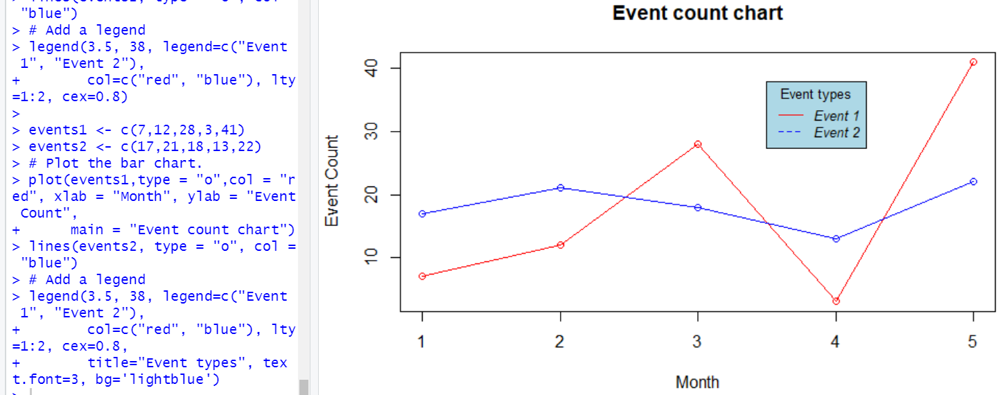 "blue")
> # Add a legend
> legend(3.5, 38, legend=c("Event
 1", "Event 2"),
+        col=c("red", "blue"), lty
=1:2, cex=0.8)
>
> events1 <- c(7,12,28,3,41)
> events2 <- c(17,21,18,13,22)
> # Plot the bar chart.
> plot(events1,type = "o",col = "r
ed", xlab = "Month", ylab = "Event
 Count",
+      main = "Event count chart")
> lines(events2, type = "o", col =
 "blue")
> # Add a legend
> legend(3.5, 38, legend=c("Event
 1", "Event 2"),
+        col=c("red", "blue"), lty
=1:2, cex=0.8,
+        title="Event types", tex
t.font=3, bg='lightblue')
>
Event count chart
Event Count
40
30
20
10
Event types
Event 1
Event 2
1 2 3 4 5
Month